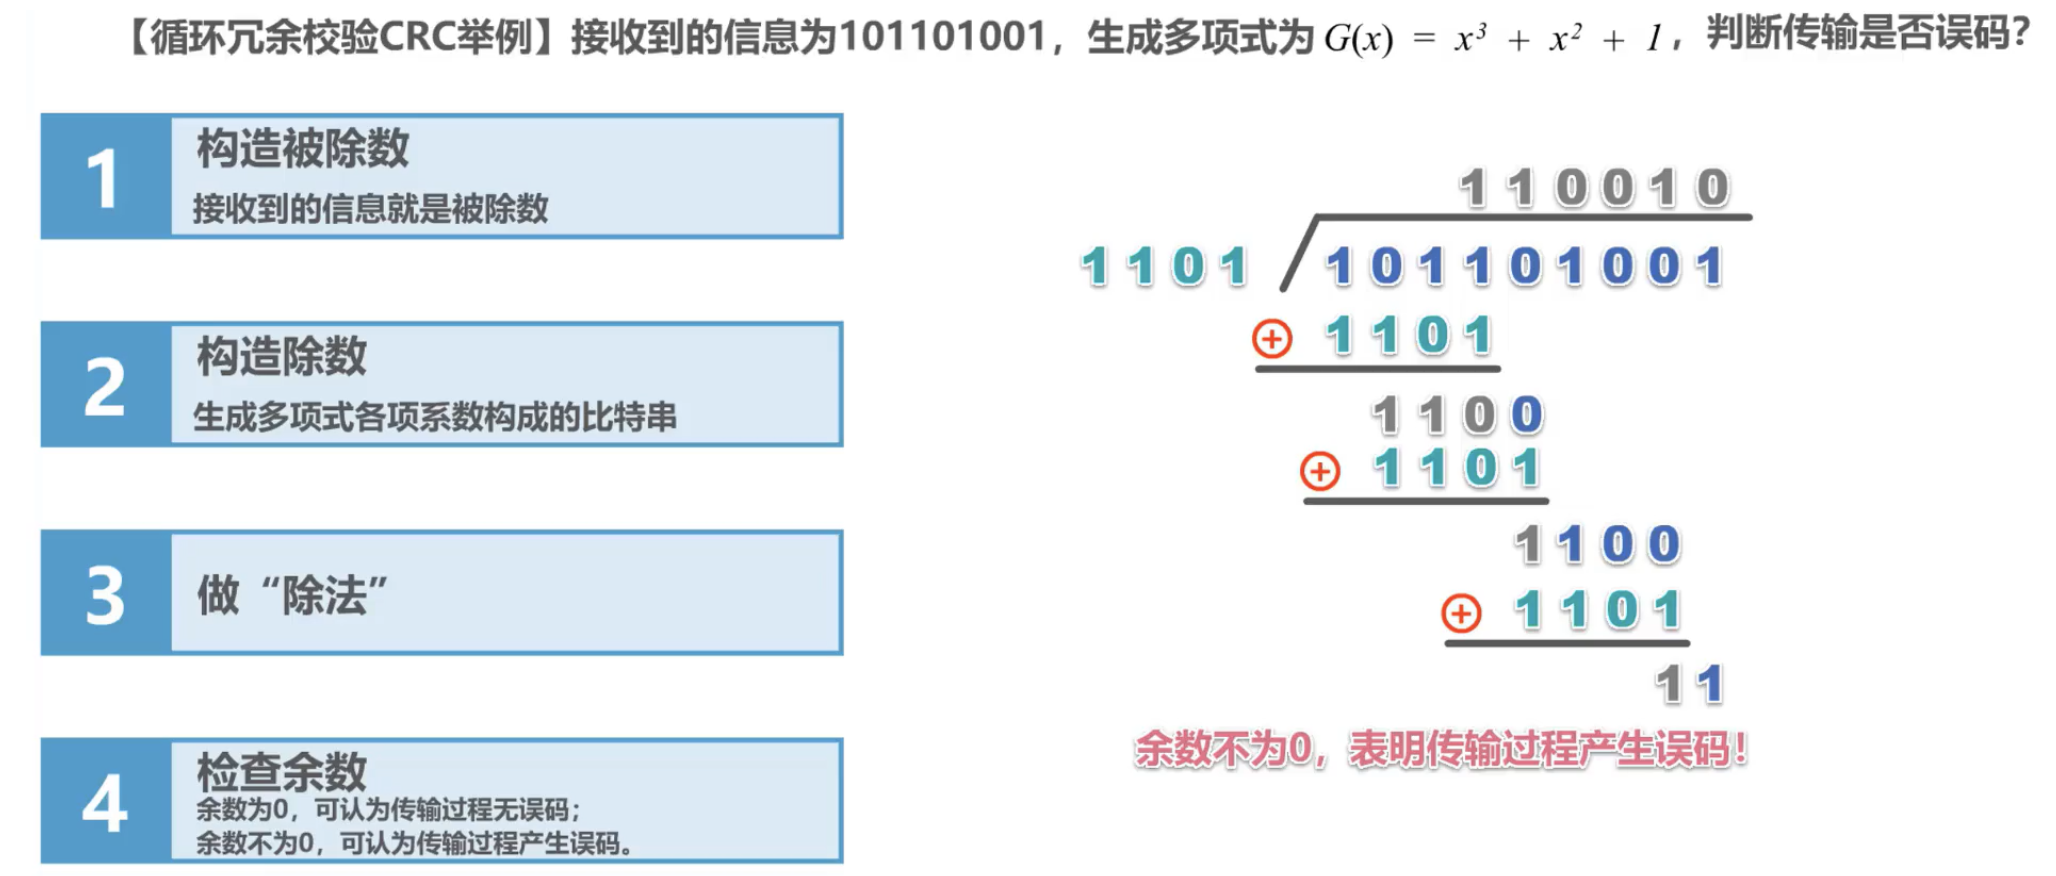 【循环冗余校验CRC举例】接收到的信息为101101001，生成多项式为 G(x) = x³ + x² + 1，判断传输是否误码？
1
构造被除数
接收到的信息就是被除数
2
构造除数
生成多项式各项系数构成的比特串
3
做“除法”
4
检查余数
余数为0，可认为传输过程无误码；
余数不为0，可认为传输过程产生误码。
110010
1101 101101001
⊕ 1101
1100
⊕ 1101
1100
⊕ 1101
11
余数不为0，表明传输过程产生误码！